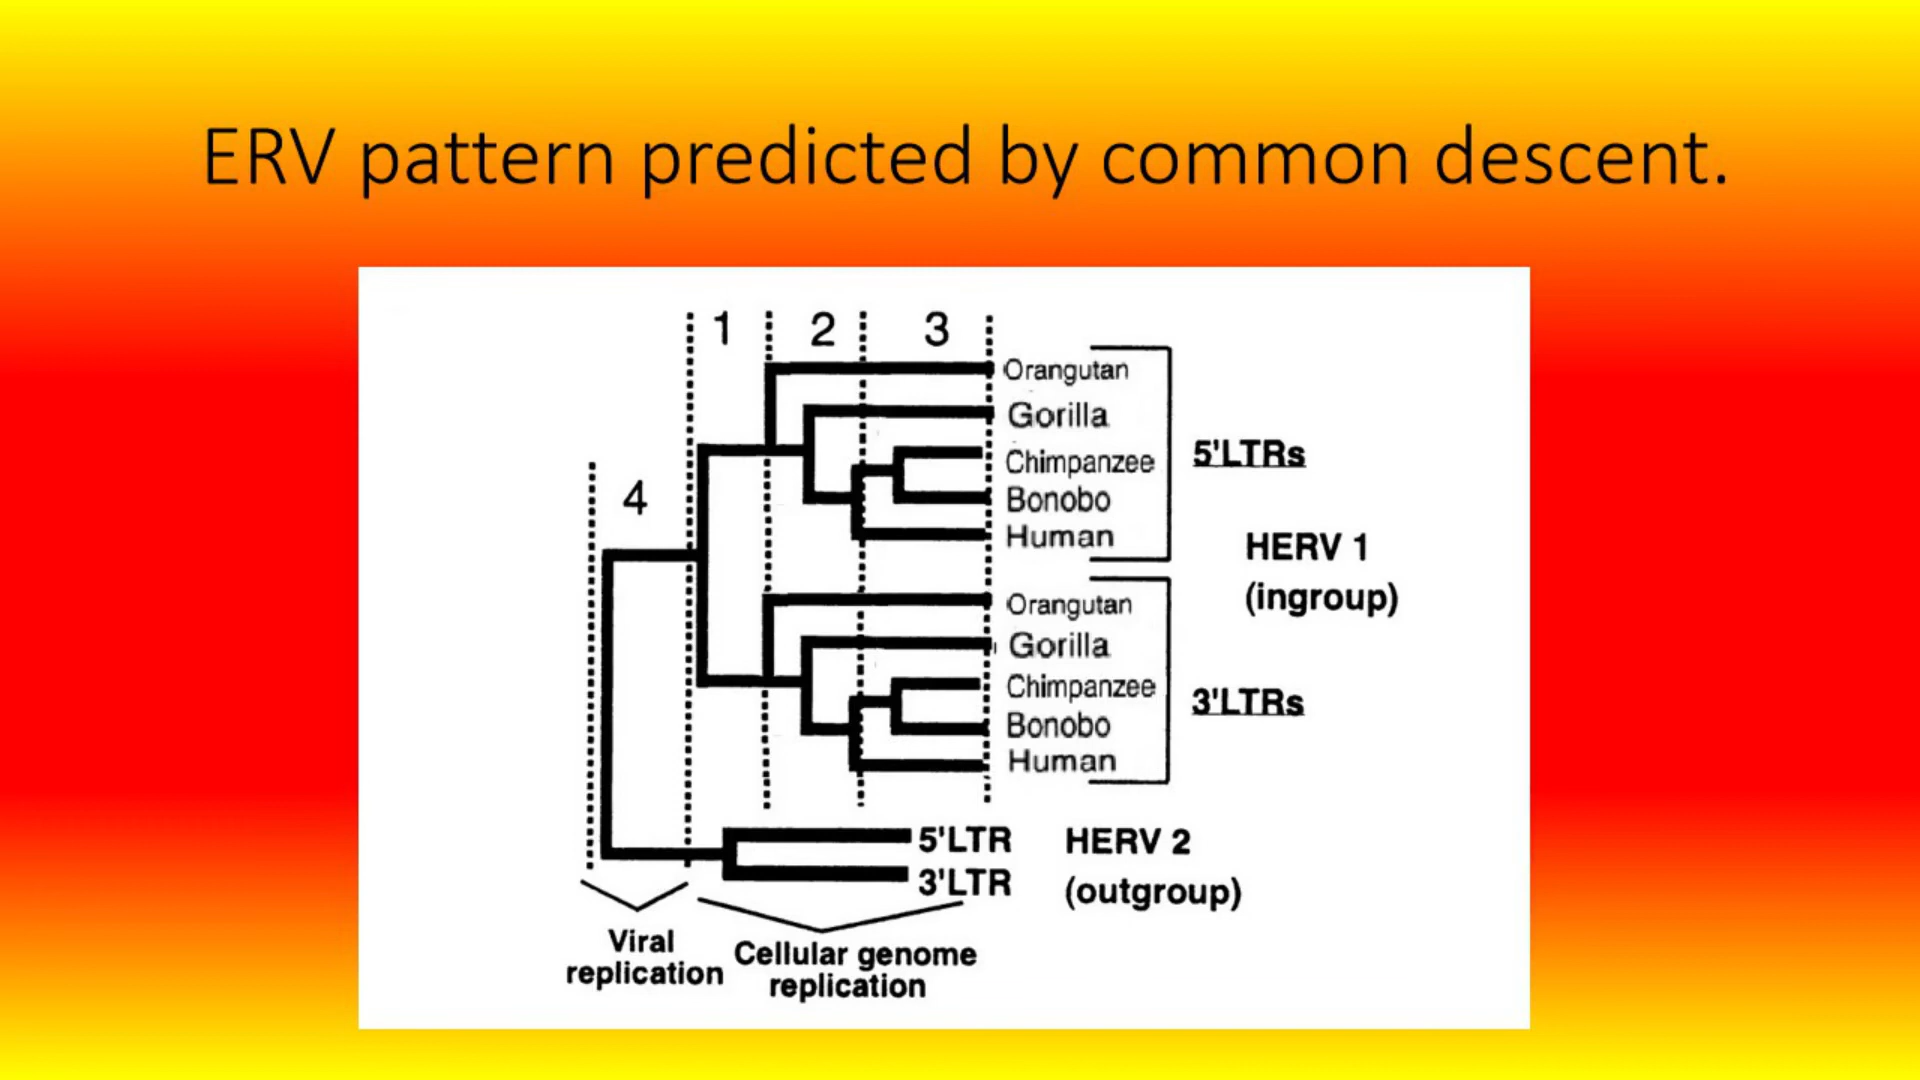 ERV pattern predicted by common descent.
1 2 3
4
Orangutan
Gorilla
Chimpanzee
Bonobo
Human
5'LTRs
HERV 1
(ingroup)
Orangutan
Gorilla
Chimpanzee
Bonobo
Human
3'LTRs
5'LTR
3'LTR
HERV 2
(outgroup)
Viral
replication
Cellular genome
replication